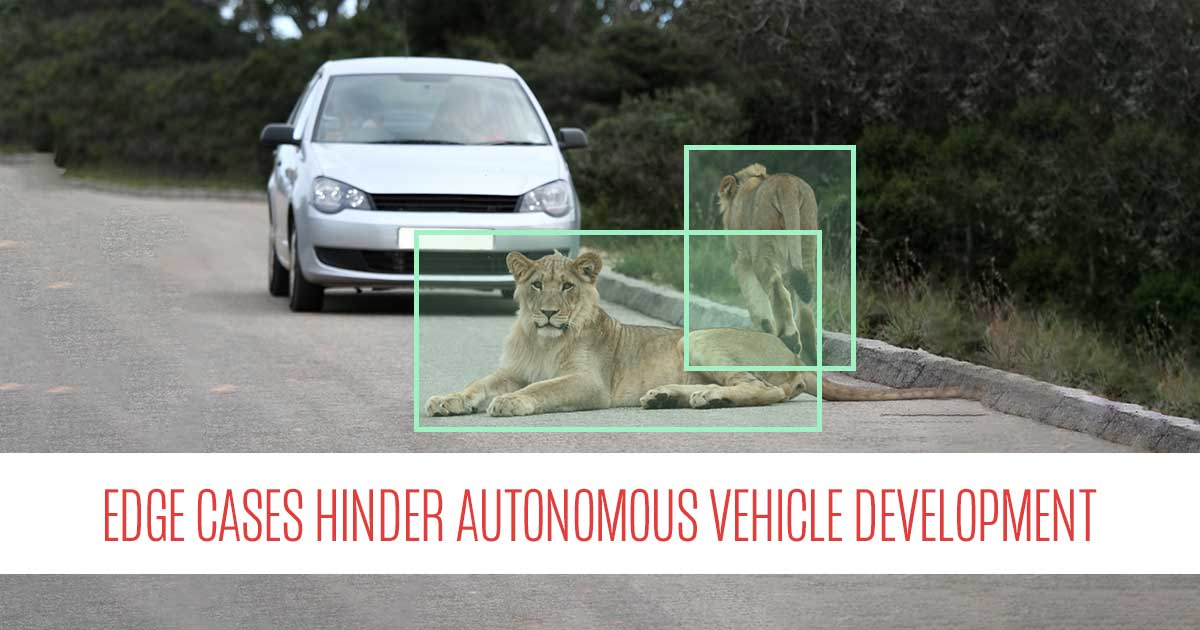 EDGE CASES HINDER AUTONOMOUS VEHICLE DEVELOPMENT